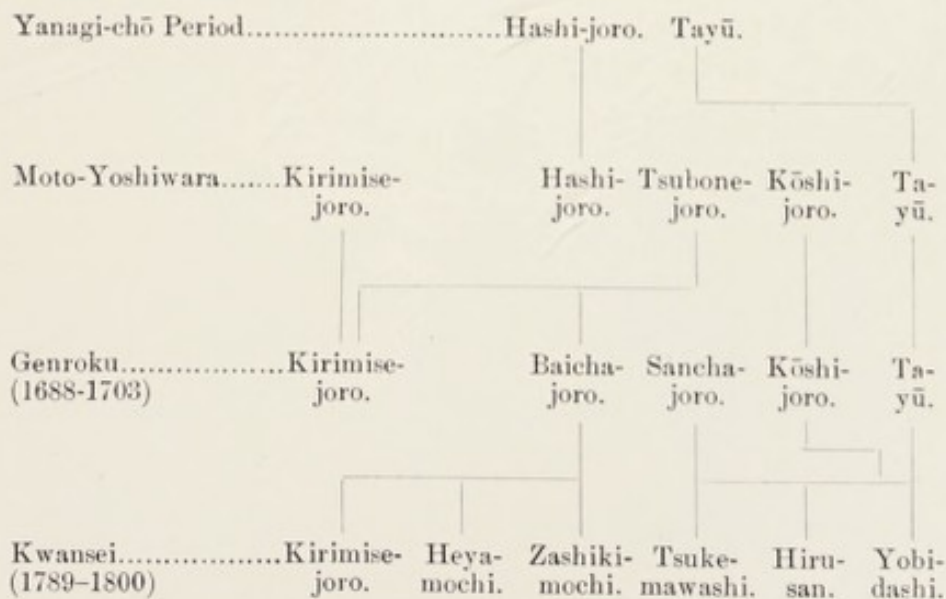 Yanagi-chō Period............................Hashi-joro. Tayū.
Moto-Yoshiwara.......Kirimise- Hashi- Tsubone- Kōshi- Ta-
joro. joro. joro. joro. yū.
Genroku..................Kirimise- Baicha- Sancha- Kōshi- Ta-
(1688-1703) joro. joro. joro. joro. yū.
Kwansei..................Kirimise- Heya- Zashiki- Tsuke- Hiru- Yobi-
(1789–1800) joro. mochi. mochi. mawashi. san. dashi.